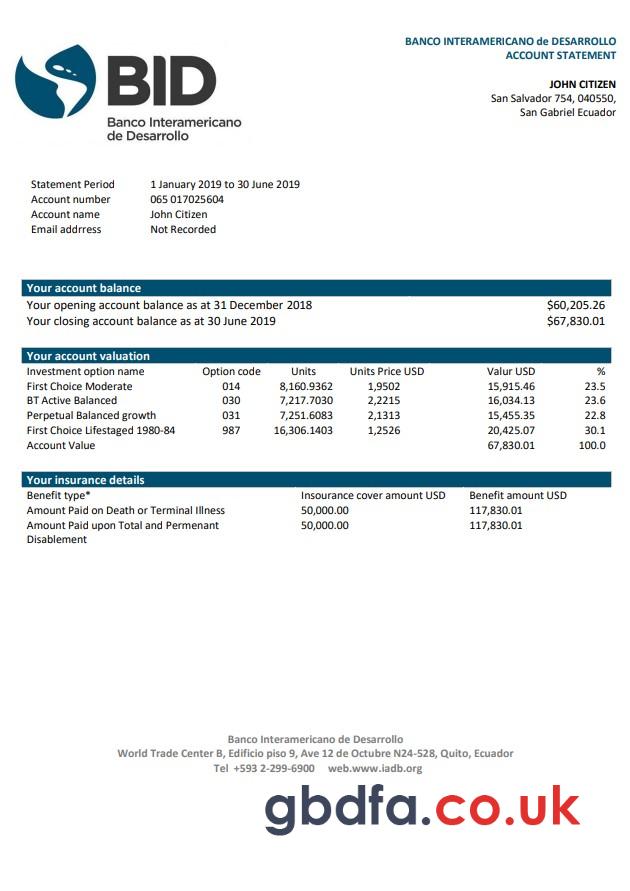 BANCO INTERAMERICANO de DESARROLLO
ACCOUNT STATEMENT
BID
Banco Interamericano
de Desarrollo
JOHN CITIZEN
San Salvador 754, 040550,
San Gabriel Ecuador
Statement Period 1 January 2019 to 30 June 2019
Account number 065 017025604
Account name John Citizen
Email adrress Not Recorded
Your account balance
Your opening account balance as at 31 December 2018 $60,205.26
Your closing account balance as at 30 June 2019 $67,830.01
Your account valuation
Investment option name Option code Units Units Price USD Valur USD %
First Choice Moderate 014 8,160.9362 1,9502 15,915.46 23.5
BT Active Balanced 030 7,217.7030 2,2215 16,034.13 23.6
Perpetual Balanced growth 031 7,251.6083 2,1313 15,455.35 22.8
First Choice Lifestaged 1980-84 987 16,306.1403 1,2526 20,425.07 30.1
Account Value 67,830.01 100.0
Your insurance details
Benefit type* Insourance cover amount USD Benefit amount USD
Amount Paid on Death or Terminal Illness 50,000.00 117,830.01
Amount Paid upon Total and Permenant 50,000.00 117,830.01
Disablement
Banco Interamericano de Desarrollo
World Trade Center B, Edificio piso 9, Ave 12 de Octubre N24-528, Quito, Ecuador
Tel +593 2-299-6900 web.www.iadb.org
gbdfa.co.uk